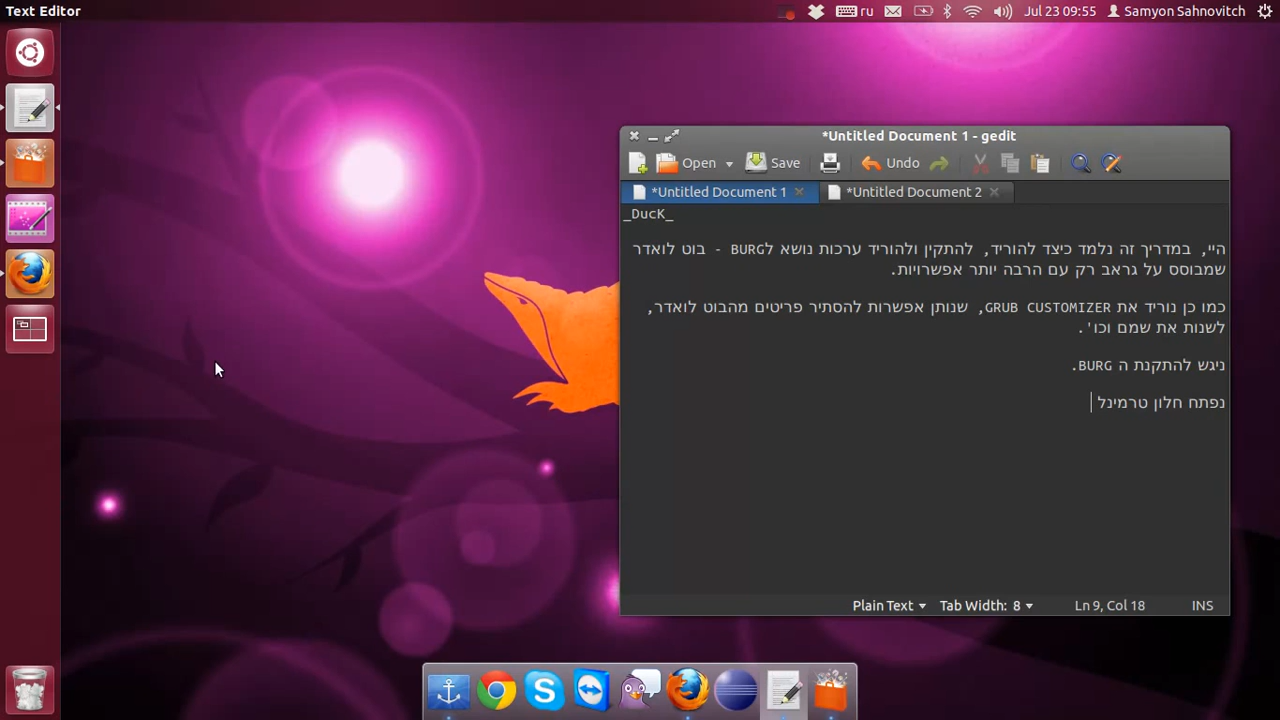 Text Editor
ru
Jul 23 09:55
Samyon Sahnovitch
*Untitled Document 1 - gedit
Open
Save
Undo
*Untitled Document 1
*Untitled Document 2
_DucK_
היי, במדריך זה נלמד כיצד להוריד, להתקין ולהוריד ערכות נושא לBURG - בוט לואדר
שמבוסס על גראב רק עם הרבה יותר אפשרויות.
כמו כן נוריד את GRUB CUSTOMIZER, שנותן אפשרות להסתיר פריטים מהבוט לואדר,
לשנות את שמם וכו'.
ניגש להתקנת ה BURG.
נפתח חלון טרמינל
Plain Text
Tab Width: 8
Ln 9, Col 18
INS